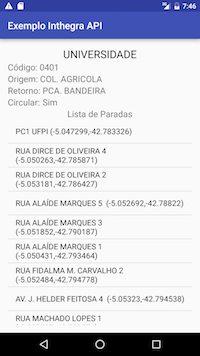 7:46
Exemplo Inthegra API
UNIVERSIDADE
Código: 0401
Origem: COL. AGRICOLA
Retorno: PCA. BANDEIRA
Circular: Sim
Lista de Paradas
PC1 UFPI (-5.047299,-42.783326)
RUA DIRCE DE OLIVEIRA 4
(-5.050263,-42.785871)
RUA DIRCE DE OLIVEIRA 2
(-5.053181,-42.786427)
RUA ALAÍDE MARQUES 5 (-5.052692,-42.78822)
RUA ALAÍDE MARQUES 3
(-5.051852,-42.790187)
RUA ALAÍDE MARQUES 1
(-5.050431,-42.793464)
RUA FIDALMA M. CARVALHO 2
(-5.052484,-42.794778)
AV. J. HELDER FEITOSA 4 (-5.05323,-42.794538)
RUA MACHADO LOPES 1